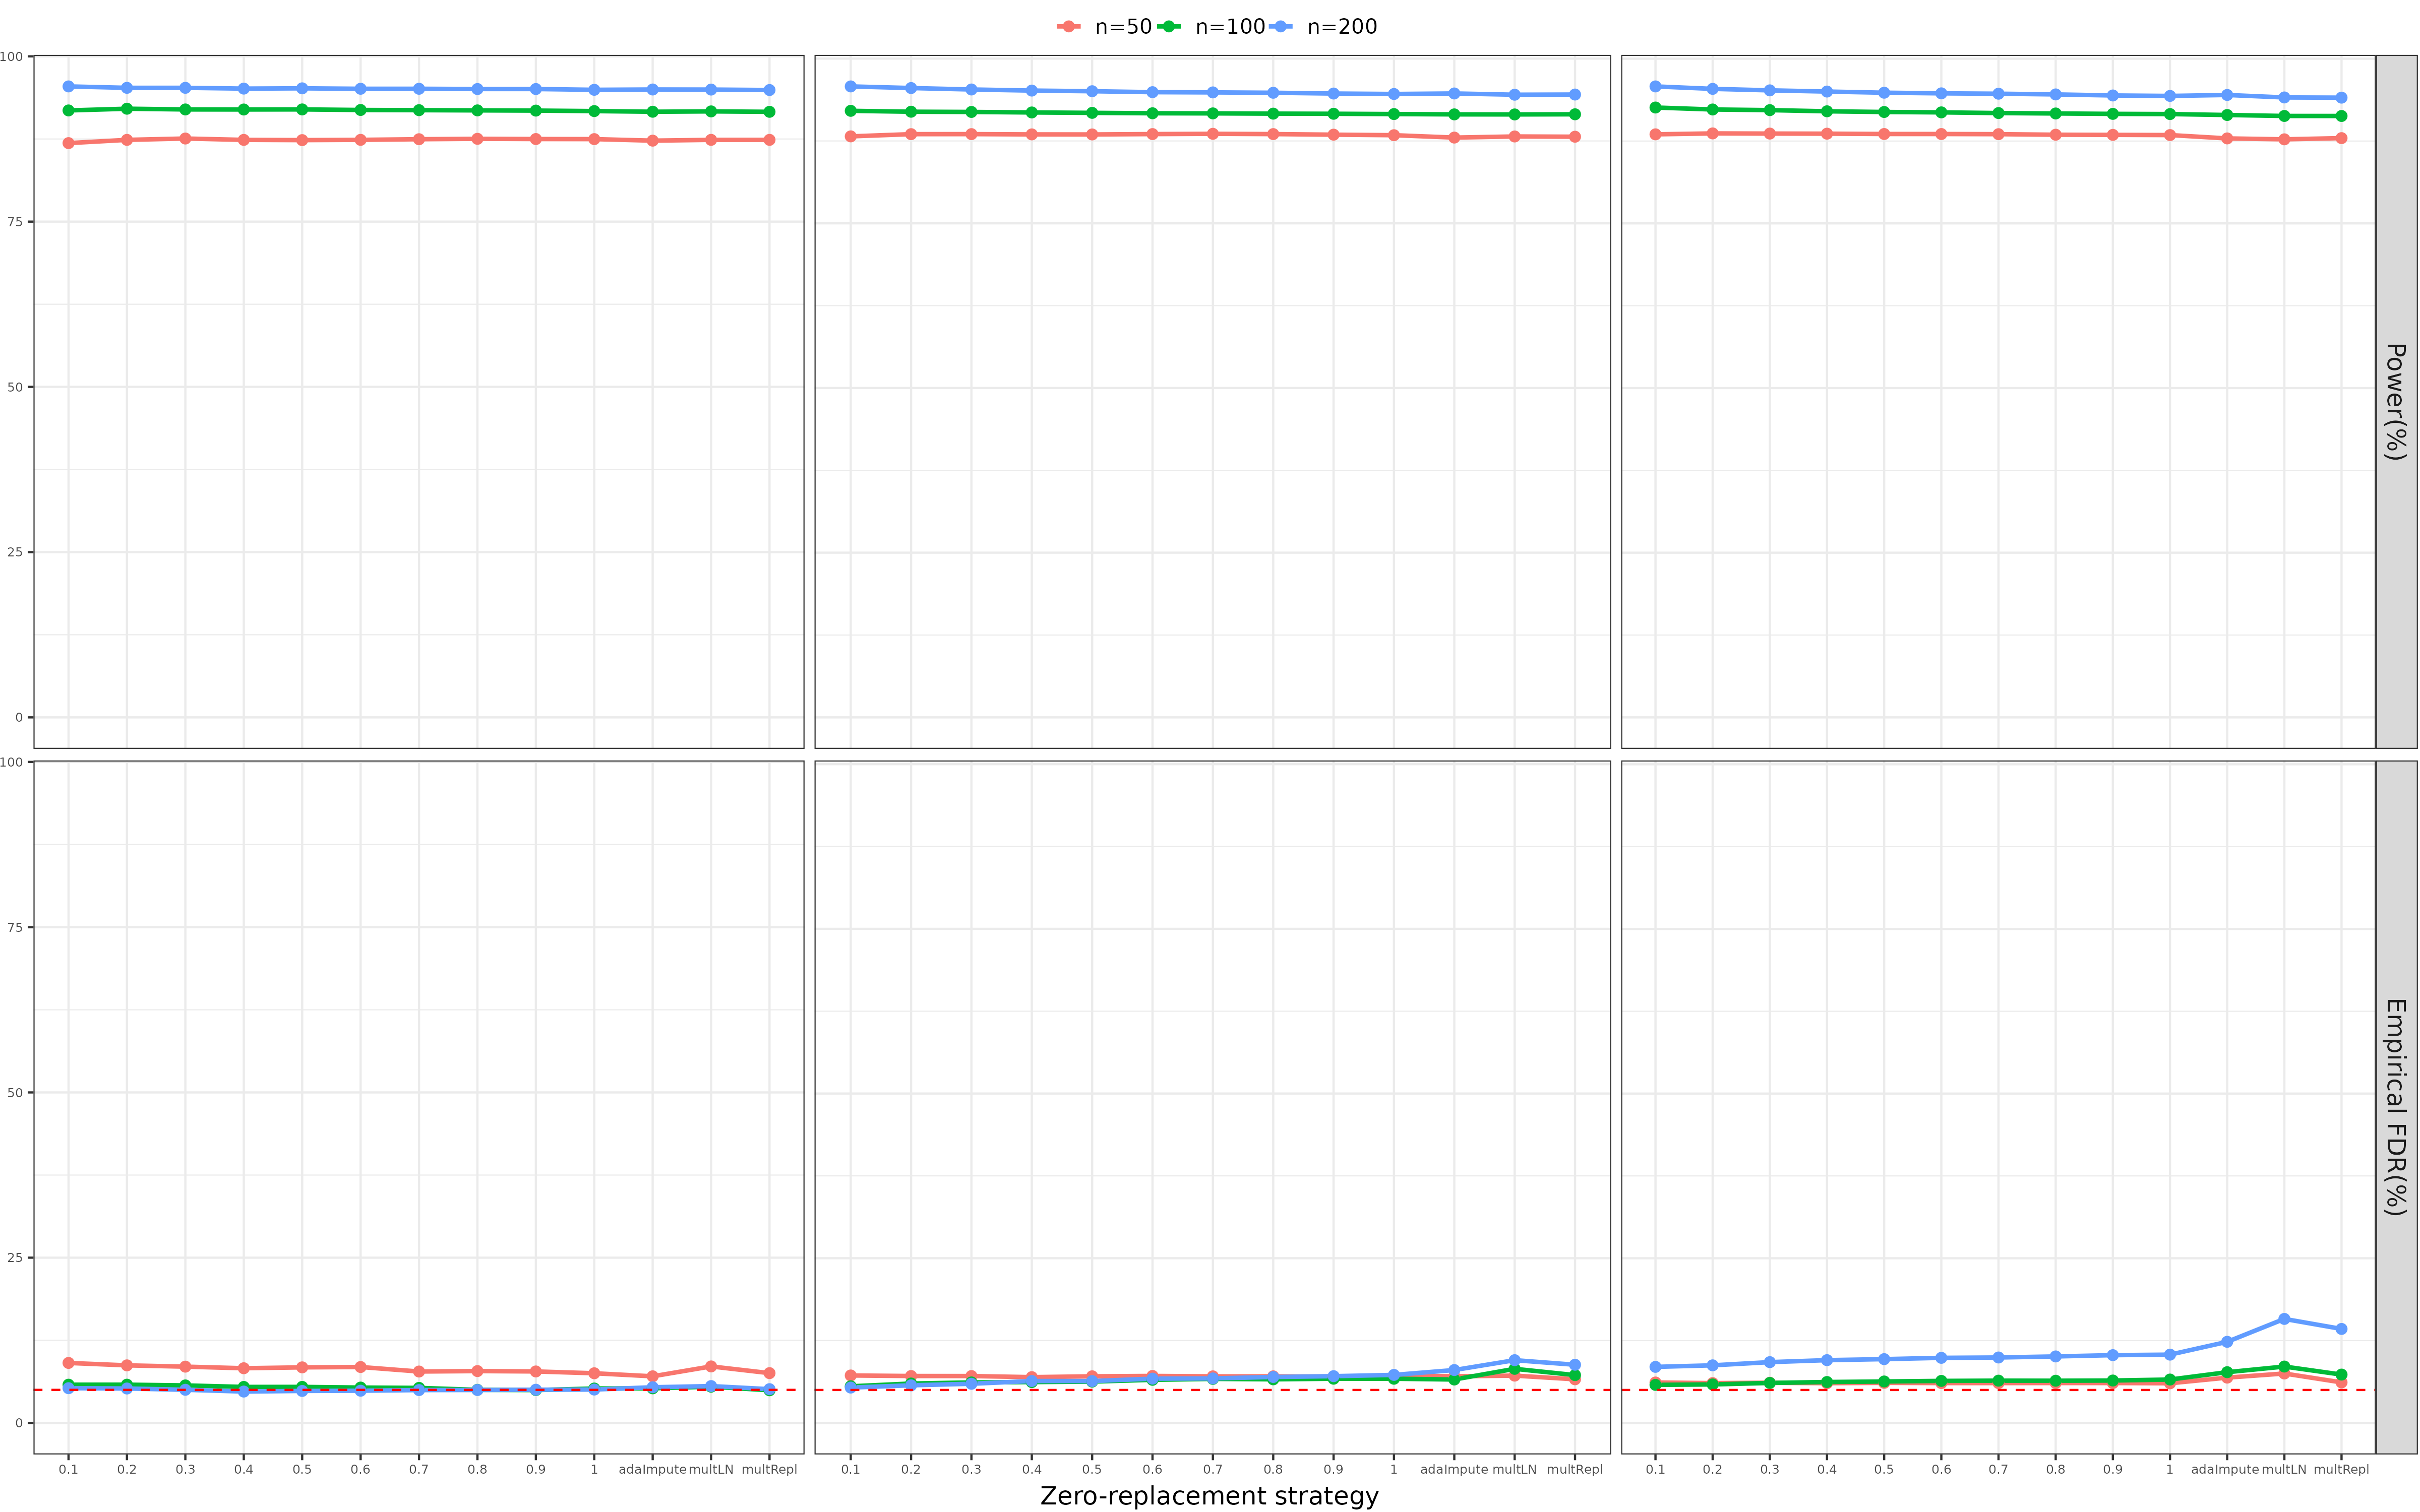 n=50 n=100 n=200
100
75
50
25
0
Power(%)
100
75
50
25
0
Empirical FDR(%)
0.1 0.2 0.3 0.4 0.5 0.6 0.7 0.8 0.9 1 adaImpute multLN multRepl
0.1 0.2 0.3 0.4 0.5 0.6 0.7 0.8 0.9 1 adaImpute multLN multRepl
0.1 0.2 0.3 0.4 0.5 0.6 0.7 0.8 0.9 1 adaImpute multLN multRepl
Zero-replacement strategy